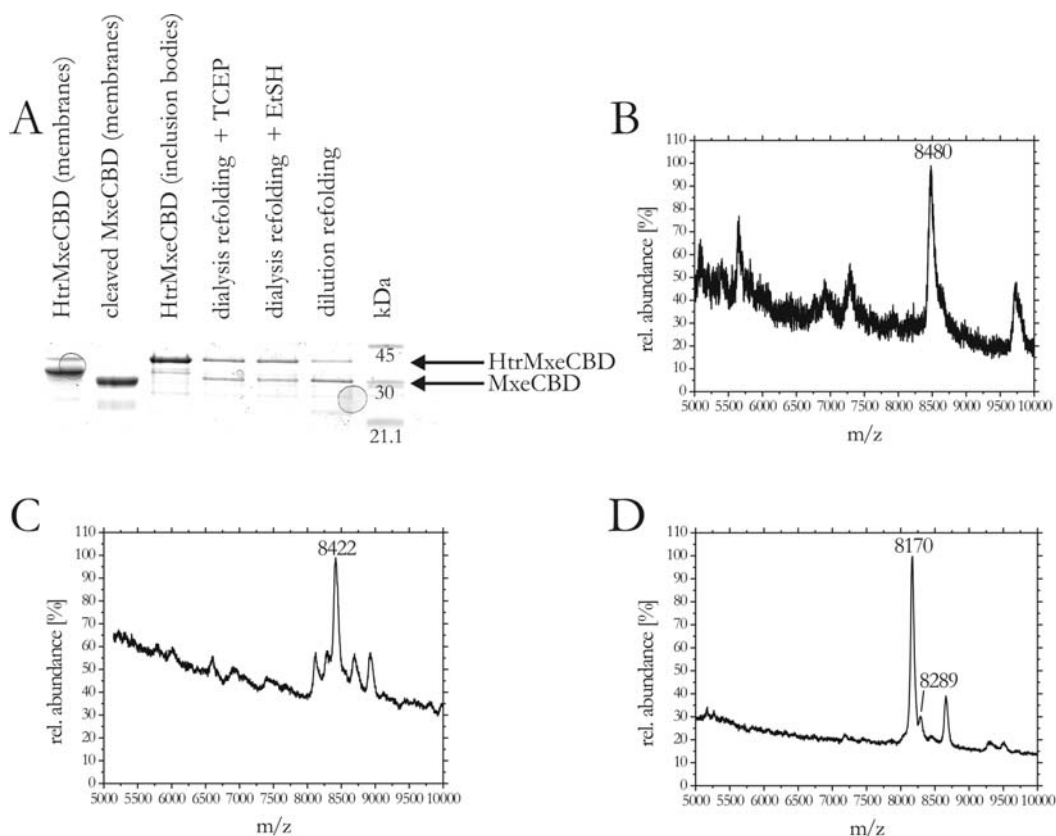 A
HtrMxeCBD (membranes)
cleaved MxeCBD (membranes)
HtrMxeCBD (inclusion bodies)
dialysis refolding + TCEP
dialysis refolding + EtSH
dilution refolding
kDa
45
30
21.1
HtrMxeCBD
MxeCBD
B
8480
rel. abundance [%]
110
100
90
80
70
60
50
40
30
20
10
0
5000 5500 6000 6500 7000 7500 8000 8500 9000 9500 10000
m/z
C
8422
rel. abundance [%]
110
100
90
80
70
60
50
40
30
20
10
0
5000 5500 6000 6500 7000 7500 8000 8500 9000 9500 10000
m/z
D
8170
8289
rel. abundance [%]
110
100
90
80
70
60
50
40
30
20
10
0
5000 5500 6000 6500 7000 7500 8000 8500 9000 9500 10000
m/z